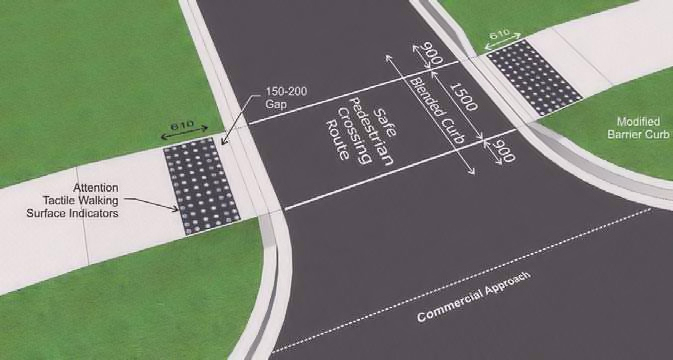 610
900
1500
900
Blended Curb
Safe
Pedestrian
Crossing
Route
150-200
Gap
610
Attention
Tactile Walking
Surface Indicators
Modified
Barrier Curb
Commercial Approach